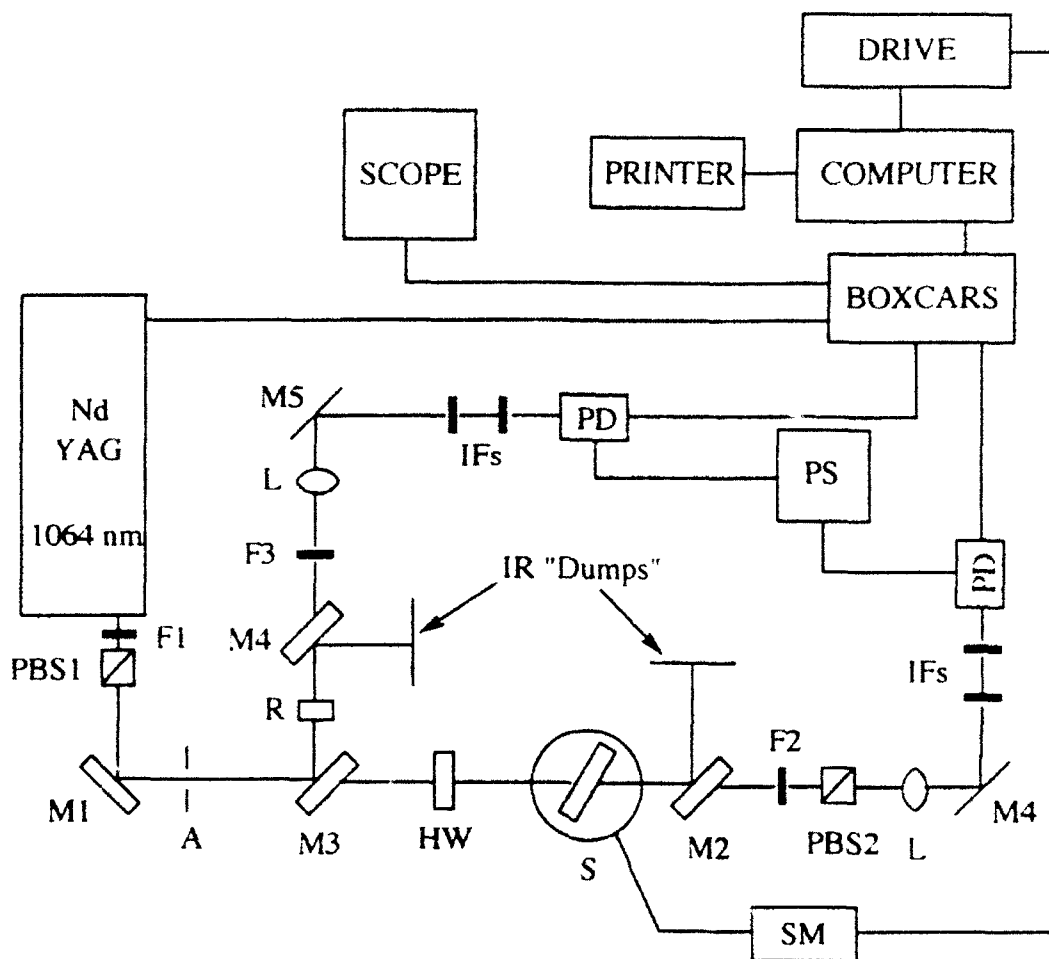 DRIVE
SCOPE
PRINTER
COMPUTER
BOXCARS
Nd
YAG
1064 nm
M5
IFs
PD
PS
L
F3
IR "Dumps"
PD
M4
F1
PBS1
R
IFs
F2
M1
A
M3
HW
S
M2
PBS2
L
M4
SM